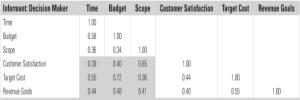 Informant: Decision Maker Time Budget Scope Customer Satisfaction Target Cost Revenue Goals
Time 1.00
Budget 0.58 1.00
Scope 0.36 0.34 1.00
Customer Satisfaction 0.39 0.40 0.65 1.00
Target Cost 0.55 0.72 0.36 0.44 1.00
Revenue Goals 0.44 0.48 0.41 0.40 0.55 1.00